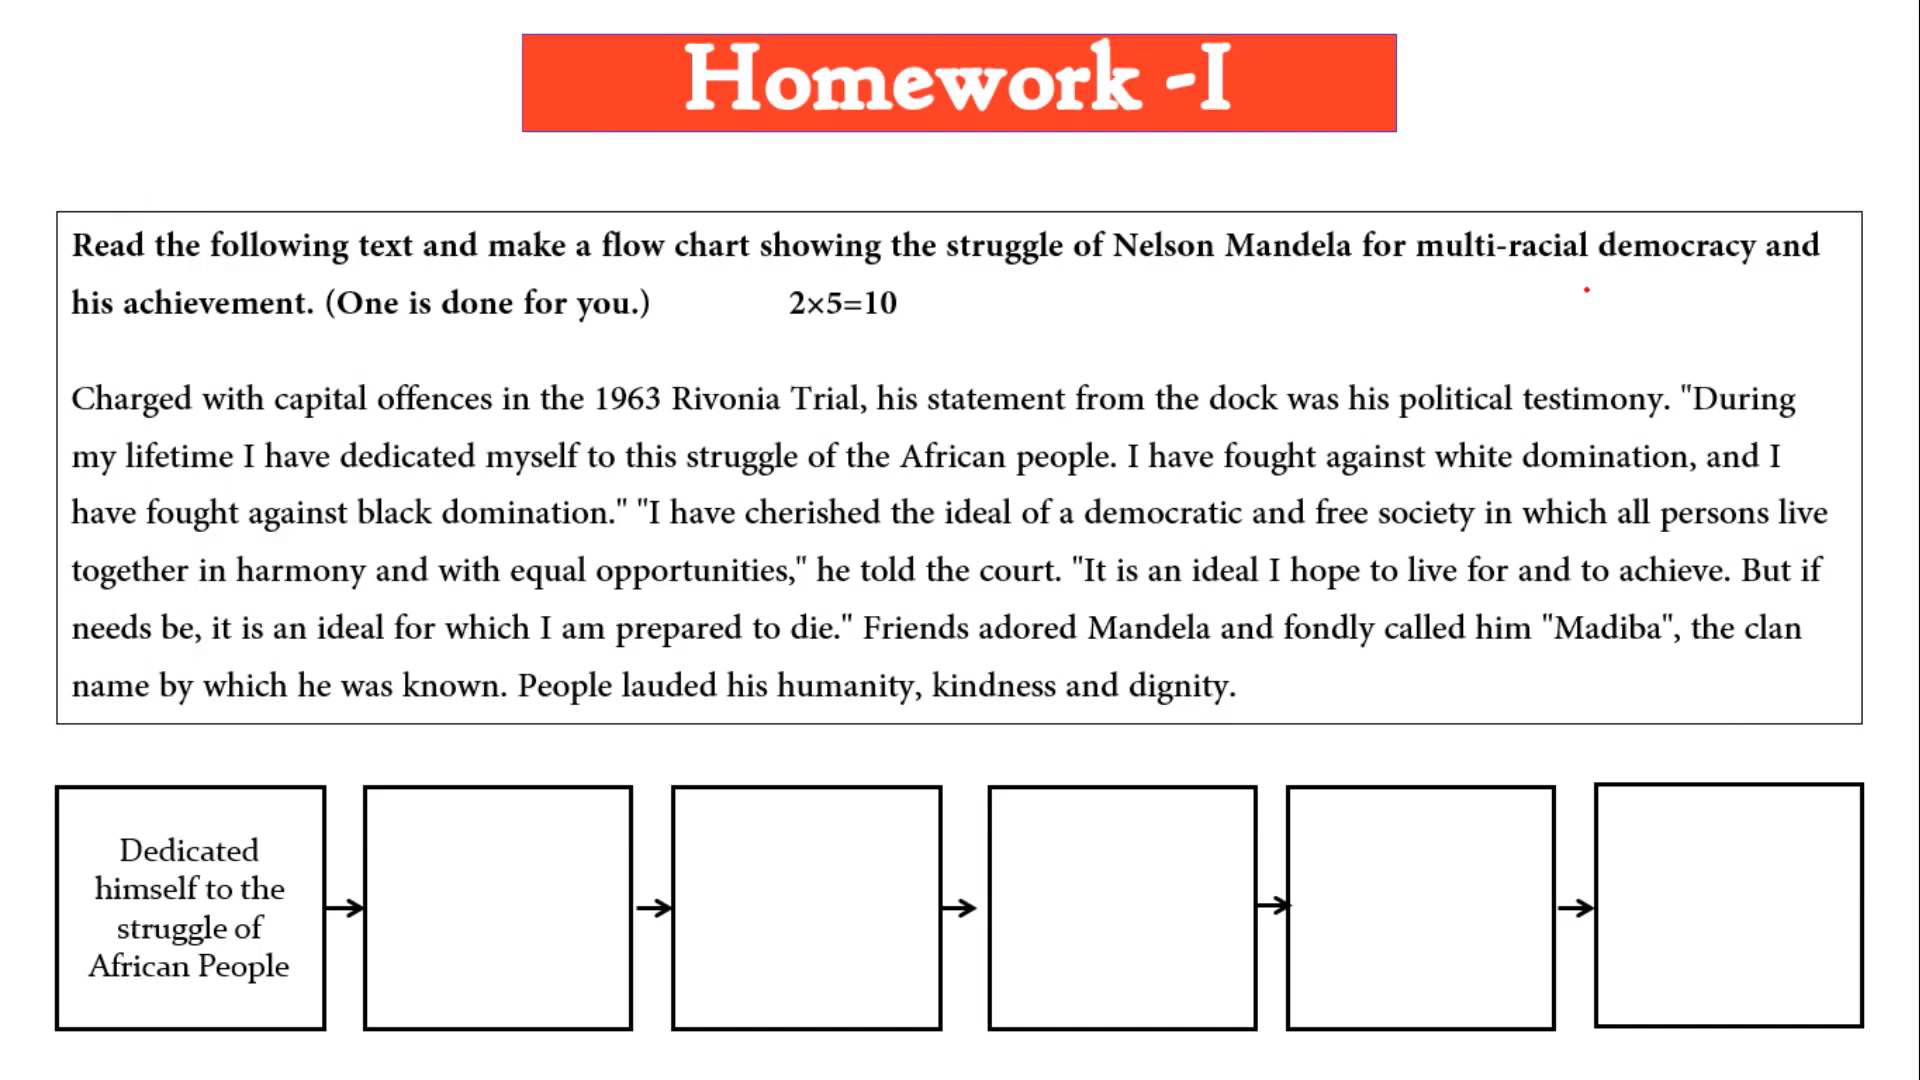 Homework -I
Read the following text and make a flow chart showing the struggle of Nelson Mandela for multi-racial democracy and
his achievement. (One is done for you.) 2×5=10
Charged with capital offences in the 1963 Rivonia Trial, his statement from the dock was his political testimony. "During
my lifetime I have dedicated myself to this struggle of the African people. I have fought against white domination, and I
have fought against black domination." "I have cherished the ideal of a democratic and free society in which all persons live
together in harmony and with equal opportunities," he told the court. "It is an ideal I hope to live for and to achieve. But if
needs be, it is an ideal for which I am prepared to die." Friends adored Mandela and fondly called him "Madiba", the clan
name by which he was known. People lauded his humanity, kindness and dignity.
Dedicated
himself to the
struggle of
African People